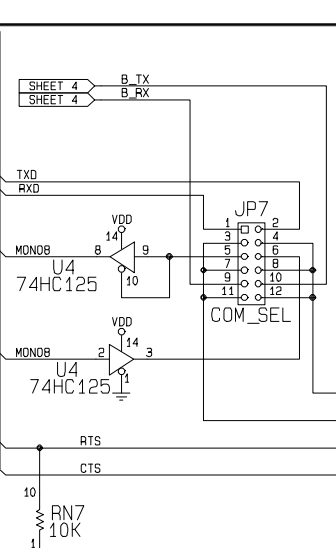 SHEET 4 B_TX
SHEET 4 B_RX
TXD
RXD
JP7
VDD
14
1 2
3 4
MON08 8 9 5 6
7 8
10 9 10
U4 11 12
74HC125 COM_SEL
VDD
14
MON08 2 3
U4 1
74HC125
RTS
CTS
10
RN7
10K
1